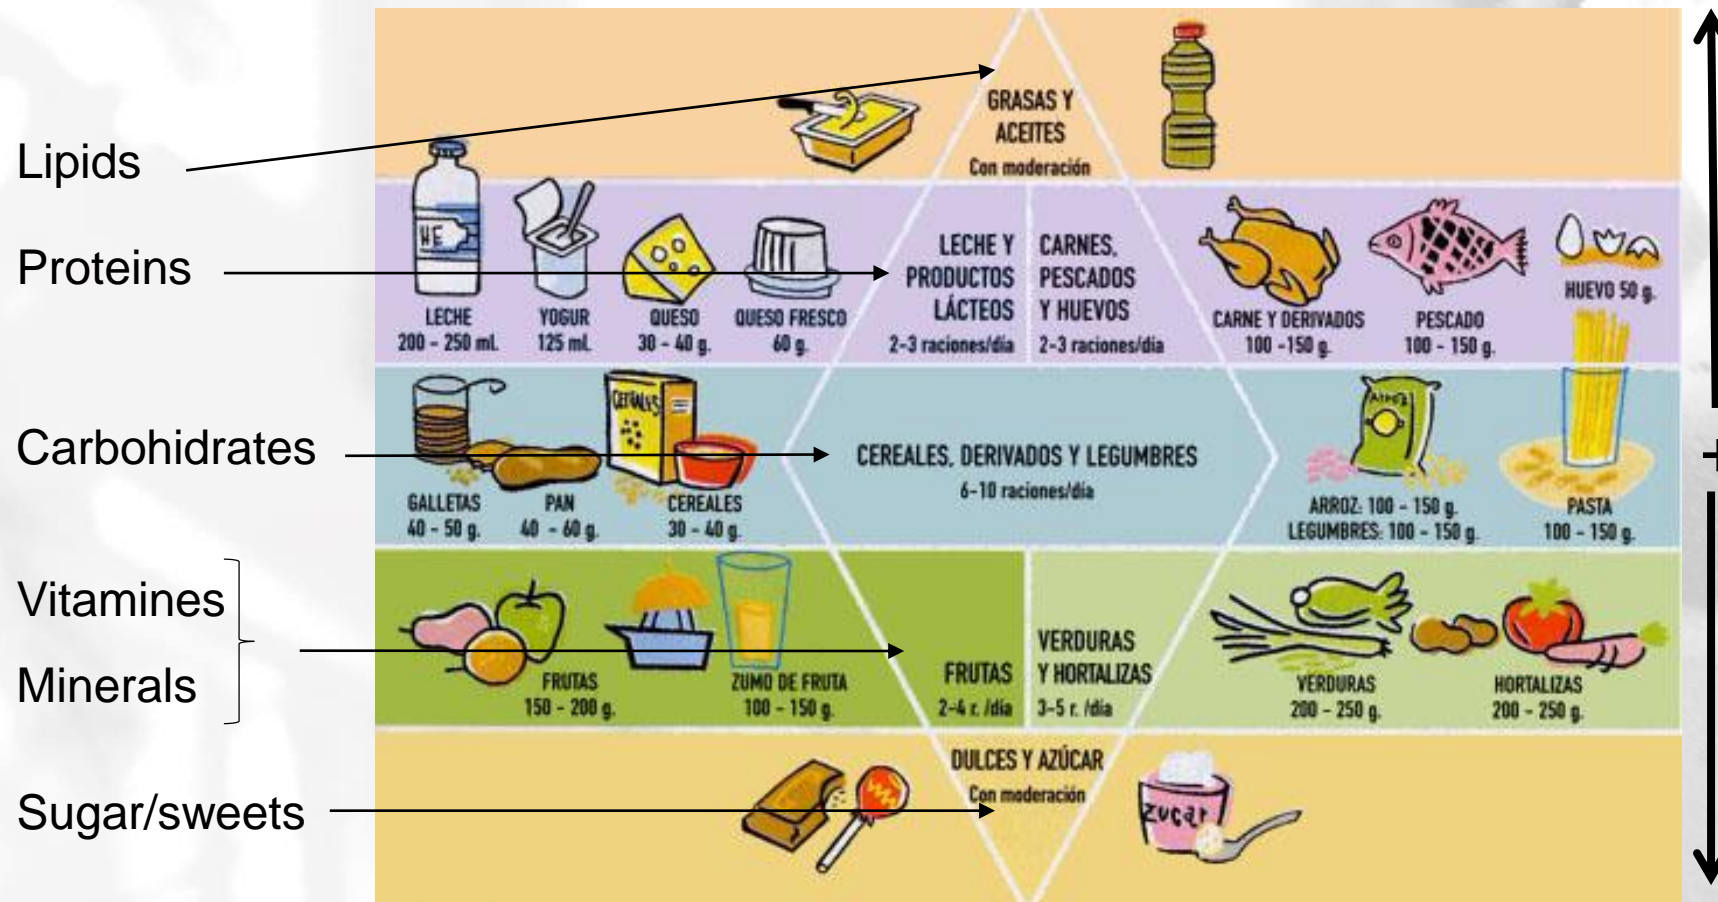 Lipids
Proteins
Carbohidrates
Vitamines
Minerals
Sugar/sweets
GRASAS Y
ACEITES
Con moderación
LECHE
200 - 250 ml.
YOGUR
125 ml.
QUESO
30 - 40 g.
QUESO FRESCO
60 g.
LECHE Y
PRODUCTOS
LÁCTEOS
2-3 raciones/día
CARNES,
PESCADOS
Y HUEVOS
2-3 raciones/día
CARNE Y DERIVADOS
100 -150 g.
PESCADO
100 - 150 g.
HUEVO 50 g.
GALLETAS
40 - 50 g.
PAN
40 - 60 g.
CEREALES
30 - 40 g.
CEREALES, DERIVADOS Y LEGUMBRES
6-10 raciones/día
ARROZ
ARROZ: 100 - 150 g.
LEGUMBRES: 100 - 150 g.
PASTA
100 - 150 g.
+
FRUTAS
150 - 200 g.
ZUMO DE FRUTA
100 - 150 g.
FRUTAS
2-4 r. /día
VERDURAS
Y HORTALIZAS
3-5 r. /día
VERDURAS
200 - 250 g.
HORTALIZAS
200 - 250 g.
DULCES Y AZÚCAR
Con moderación
zucar